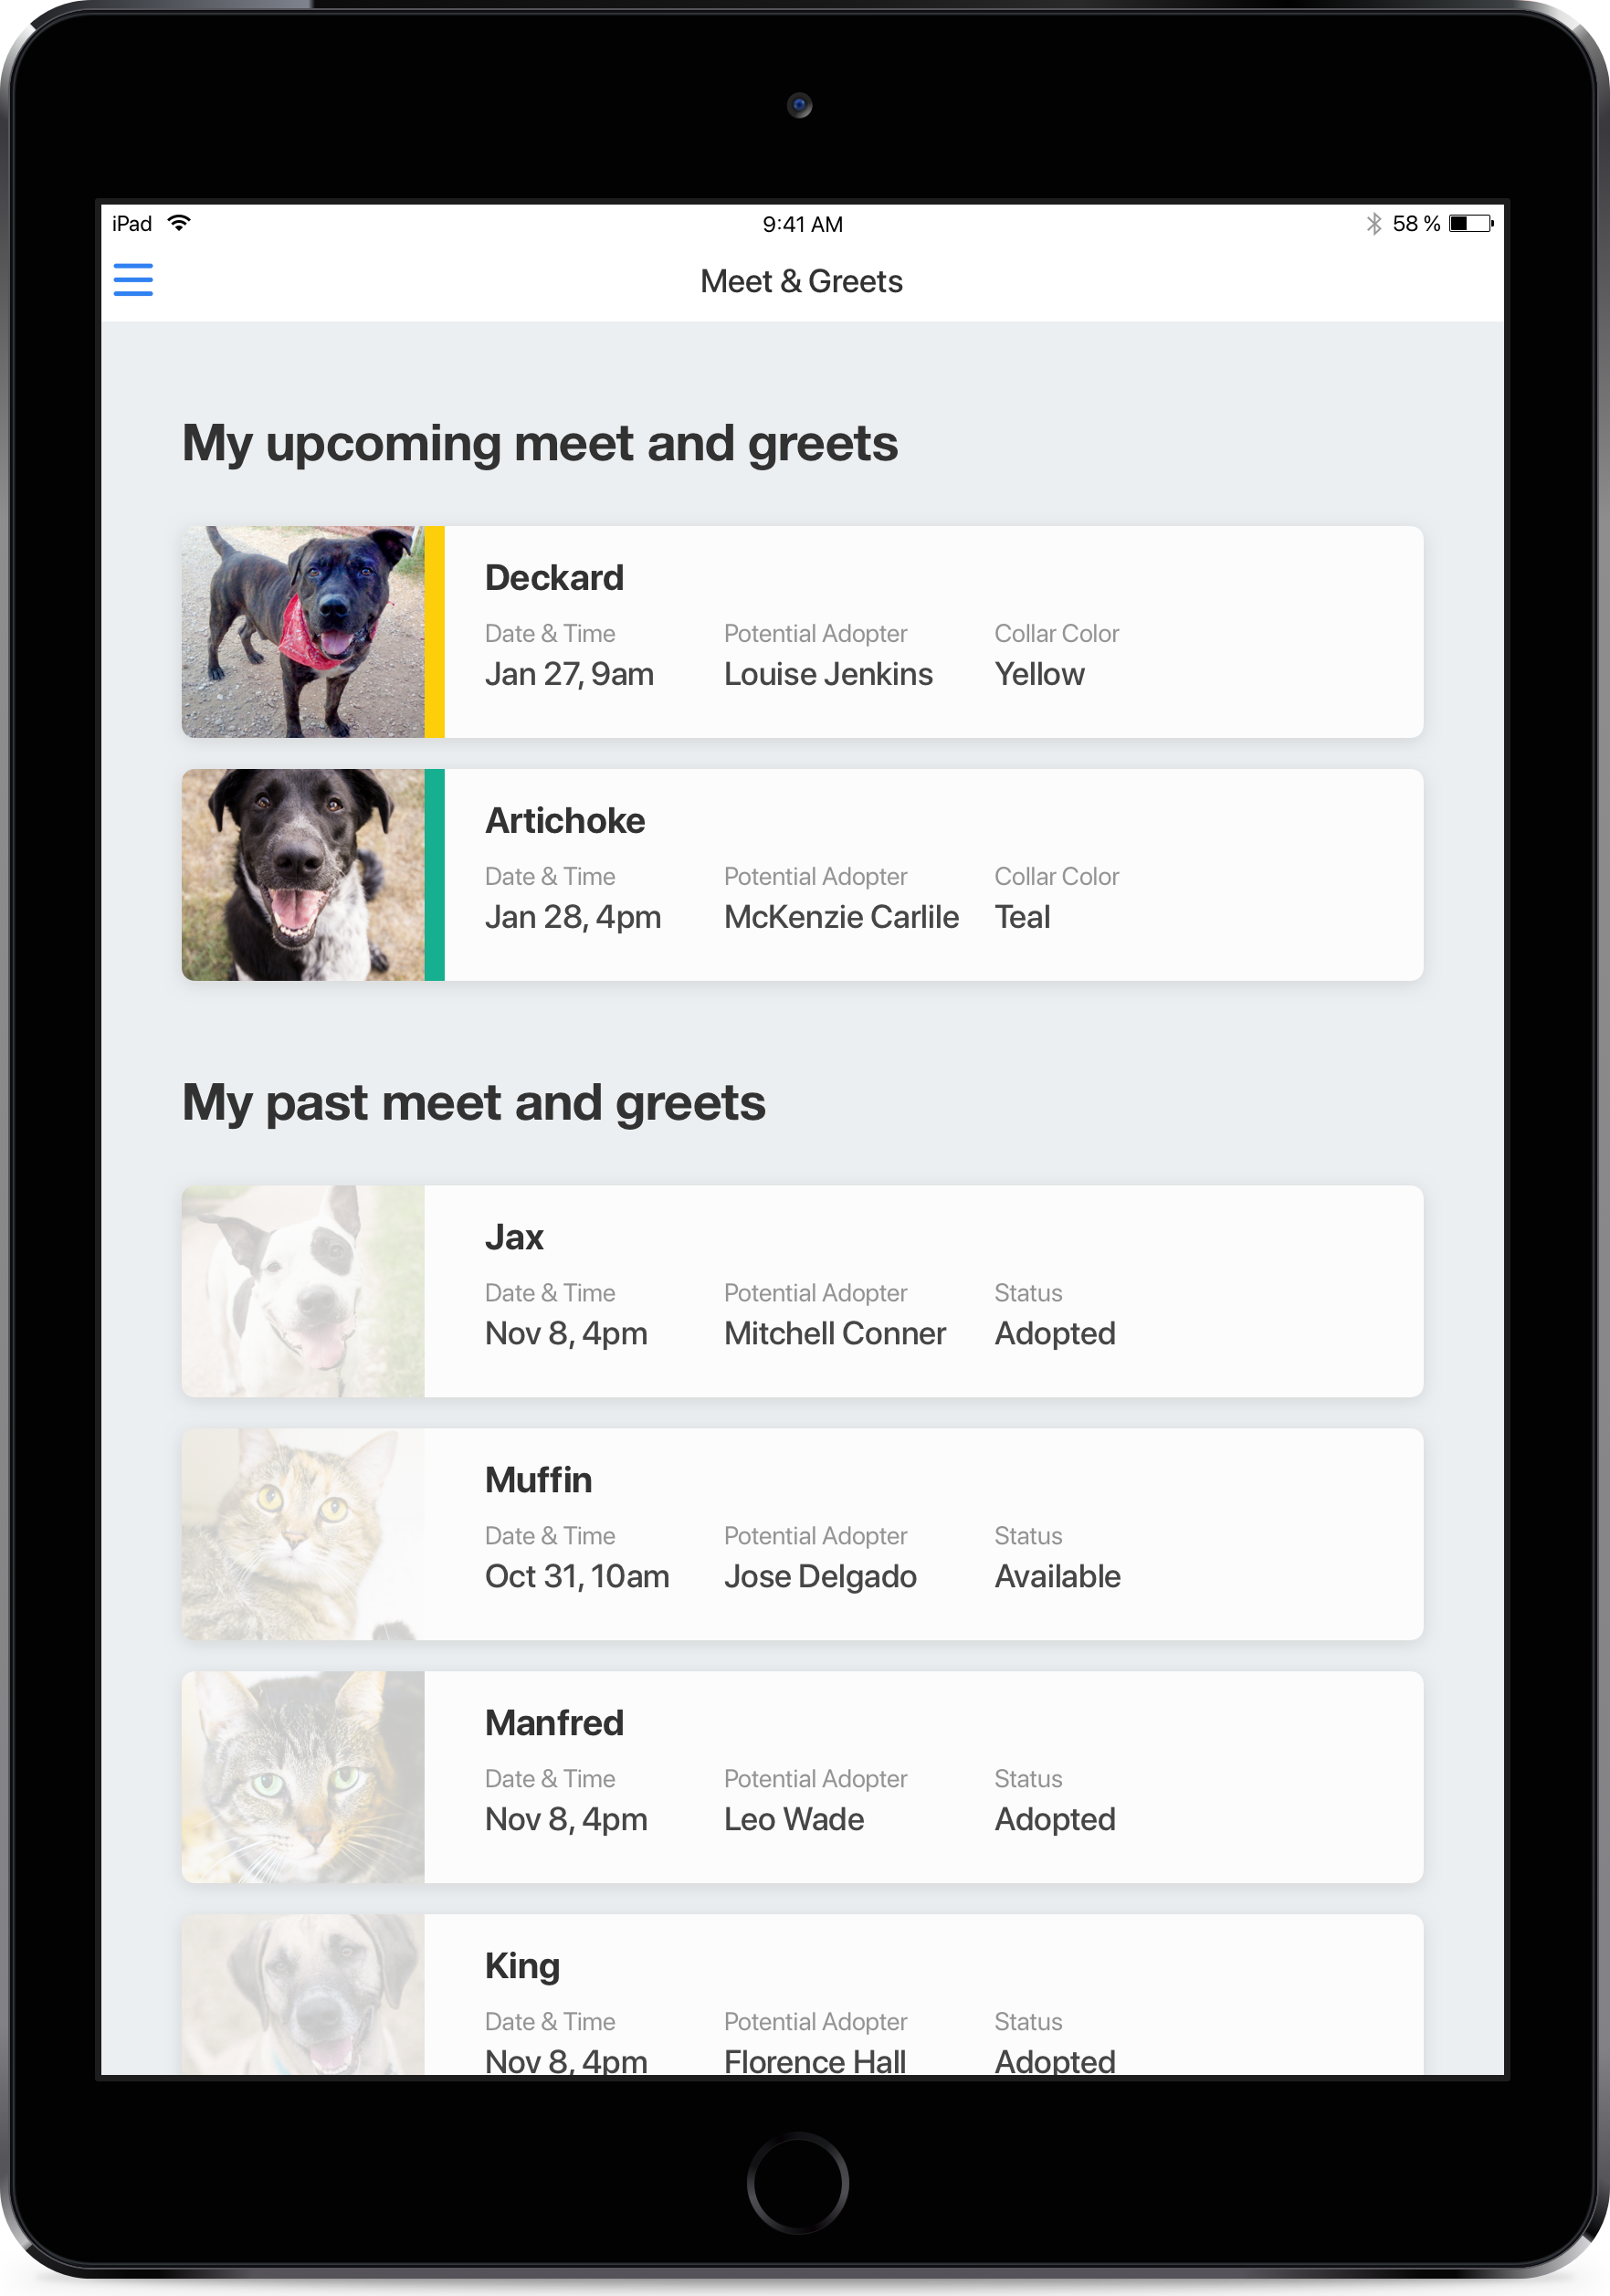 iPad 9:41 AM 58 %
Meet & Greets
My upcoming meet and greets
Deckard
Date & Time Potential Adopter Collar Color
Jan 27, 9am Louise Jenkins Yellow
Artichoke
Date & Time Potential Adopter Collar Color
Jan 28, 4pm McKenzie Carlile Teal
My past meet and greets
Jax
Date & Time Potential Adopter Status
Nov 8, 4pm Mitchell Conner Adopted
Muffin
Date & Time Potential Adopter Status
Oct 31, 10am Jose Delgado Available
Manfred
Date & Time Potential Adopter Status
Nov 8, 4pm Leo Wade Adopted
King
Date & Time Potential Adopter Status
Nov 8, 4pm Florence Hall Adopted